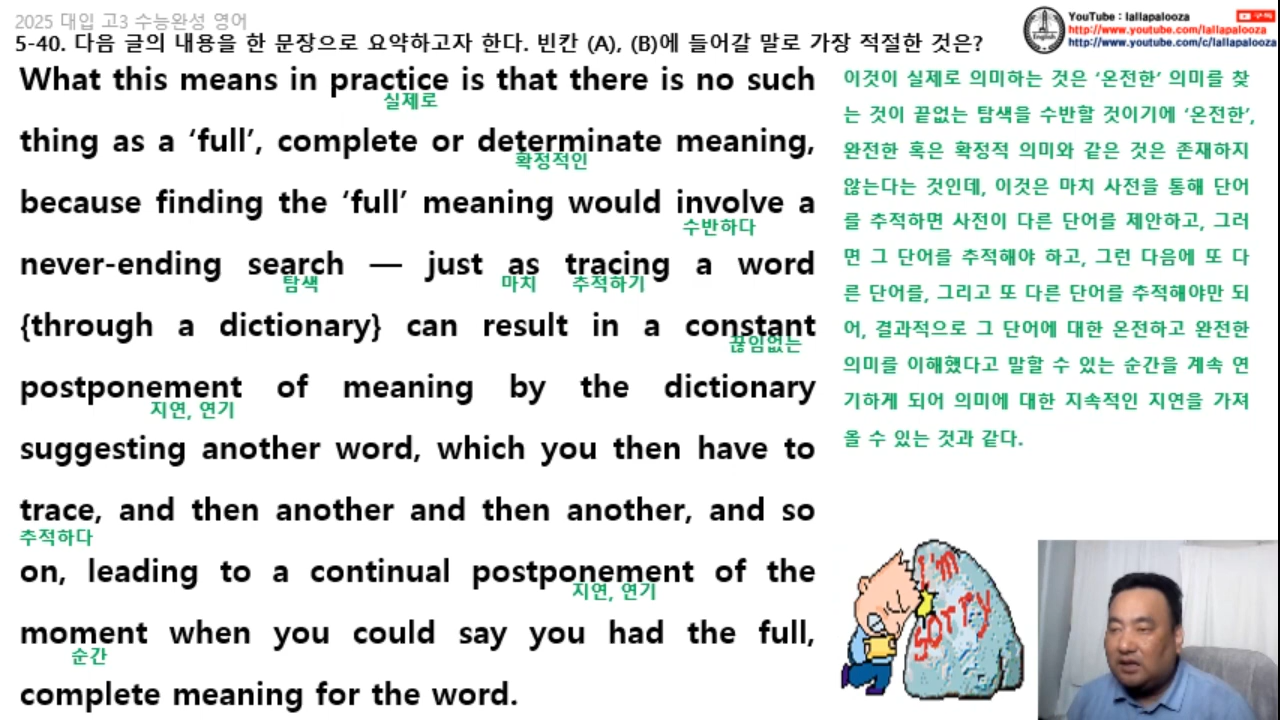 2025 대입 고3 수능완성 영어
5-40. 다음 글의 내용을 한 문장으로 요약하고자 한다. 빈칸 (A), (B)에 들어갈 말로 가장 적절한 것은?
YouTube : lallapalooza
http://www.youtube.com/lallapalooza
http://www.youtube.com/c/lallapalooza
What this means in practice is that there is no such
실제로
thing as a ‘full’, complete or determinate meaning,
확정적인
because finding the ‘full’ meaning would involve a
수반하다
never-ending search — just as tracing a word
탐색 마치 추적하기
{through a dictionary} can result in a constant
끊임없는
postponement of meaning by the dictionary
지연, 연기
suggesting another word, which you then have to
trace, and then another and then another, and so
추적하다
on, leading to a continual postponement of the
지연, 연기
moment when you could say you had the full,
순간
complete meaning for the word.
이것이 실제로 의미하는 것은 ‘온전한’ 의미를 찾
는 것이 끝없는 탐색을 수반할 것이기에 ‘온전한’,
완전한 혹은 확정적 의미와 같은 것은 존재하지
않는다는 것인데, 이것은 마치 사전을 통해 단어
를 추적하면 사전이 다른 단어를 제안하고, 그러
면 그 단어를 추적해야 하고, 그런 다음에 또 다
른 단어를, 그리고 또 다른 단어를 추적해야만 되
어, 결과적으로 그 단어에 대한 온전하고 완전한
의미를 이해했다고 말할 수 있는 순간을 계속 연
기하게 되어 의미에 대한 지속적인 지연을 가져
올 수 있는 것과 같다.
I'm
sorry